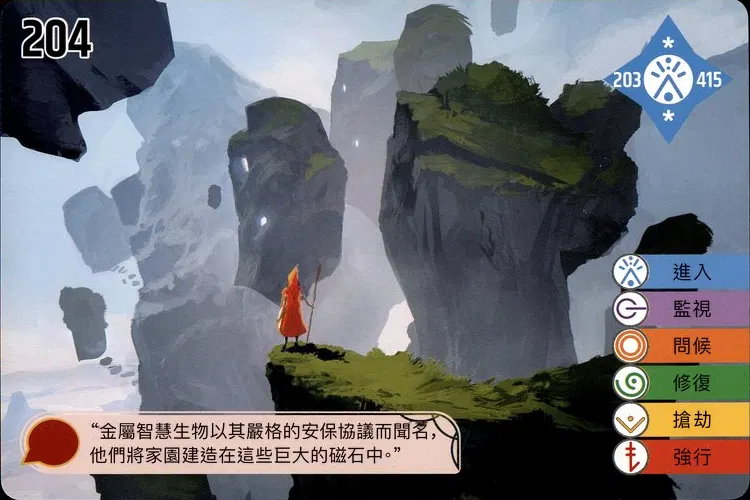 204
*
203 415
*
進入
監視
問候
修復
搶劫
強行
“金屬智慧生物以其嚴格的安保協議而聞名，
他們將家園建造在這些巨大的磁石中。”